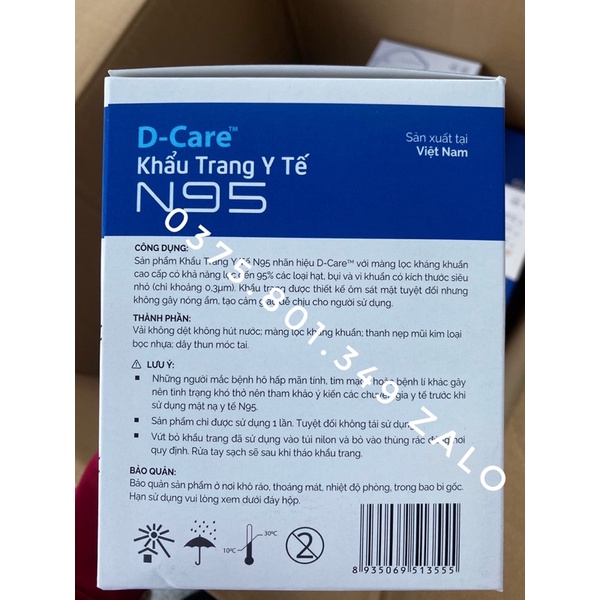 D-Care™
Sản xuất tại
Việt Nam
Khẩu Trang Y Tế
N95
CÔNG DỤNG:
Sản phẩm Khẩu Trang Y Tế N95 nhãn hiệu D-Care™ với màng lọc kháng khuẩn
cao cấp có khả năng lọc đến 95% các loại hạt, bụi và vi khuẩn có kích thước siêu
nhỏ (chỉ khoảng 0.3µm). Khẩu trang được thiết kế ôm sát mặt tuyệt đối nhưng
không gây nóng ẩm, tạo cảm giác dễ chịu cho người sử dụng.
THÀNH PHẦN:
Vải không dệt không hút nước; màng lọc kháng khuẩn; thanh nẹp mũi kim loại
bọc nhựa; dây thun móc tai.
LƯU Ý:
Những người mắc bệnh hô hấp mãn tính, tim mạch hoặc bệnh lí khác gây
nên tình trạng khó thở nên tham khảo ý kiến các chuyên gia y tế trước khi
sử dụng mặt nạ y tế N95.
Sản phẩm chỉ được sử dụng 1 lần. Tuyệt đối không tái sử dụng.
Vứt bỏ khẩu trang đã sử dụng vào túi nilon và bỏ vào thùng rác đúng nơi
quy định. Rửa tay sạch sẽ sau khi tháo khẩu trang.
BẢO QUẢN:
Bảo quản sản phẩm ở nơi khô ráo, thoáng mát, nhiệt độ phòng, trong bao bì gốc.
Hạn sử dụng vui lòng xem dưới đáy hộp.
10°C
30°C
2
8 935069 513555
0375.801.349 ZALO